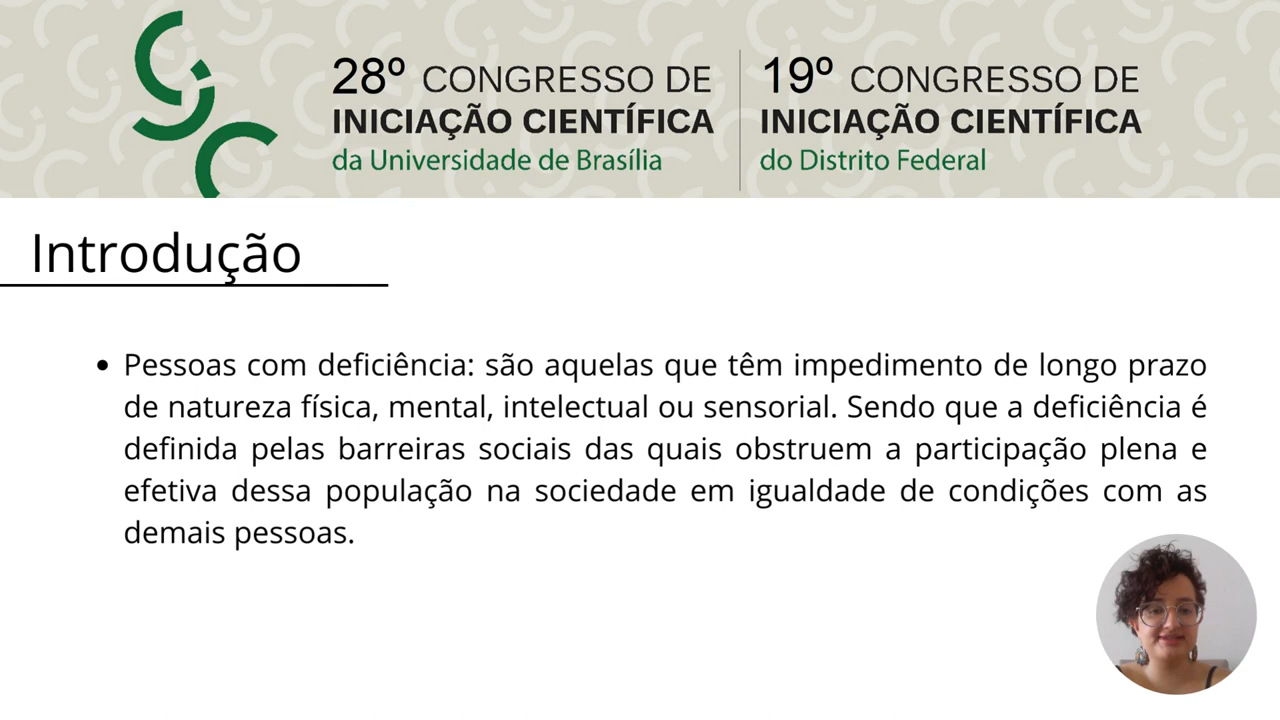 28º CONGRESSO DE
INICIAÇÃO CIENTÍFICA
da Universidade de Brasília
19º CONGRESSO DE
INICIAÇÃO CIENTÍFICA
do Distrito Federal
Introdução
• Pessoas com deficiência: são aquelas que têm impedimento de longo prazo
de natureza física, mental, intelectual ou sensorial. Sendo que a deficiência é
definida pelas barreiras sociais das quais obstruem a participação plena e
efetiva dessa população na sociedade em igualdade de condições com as
demais pessoas.